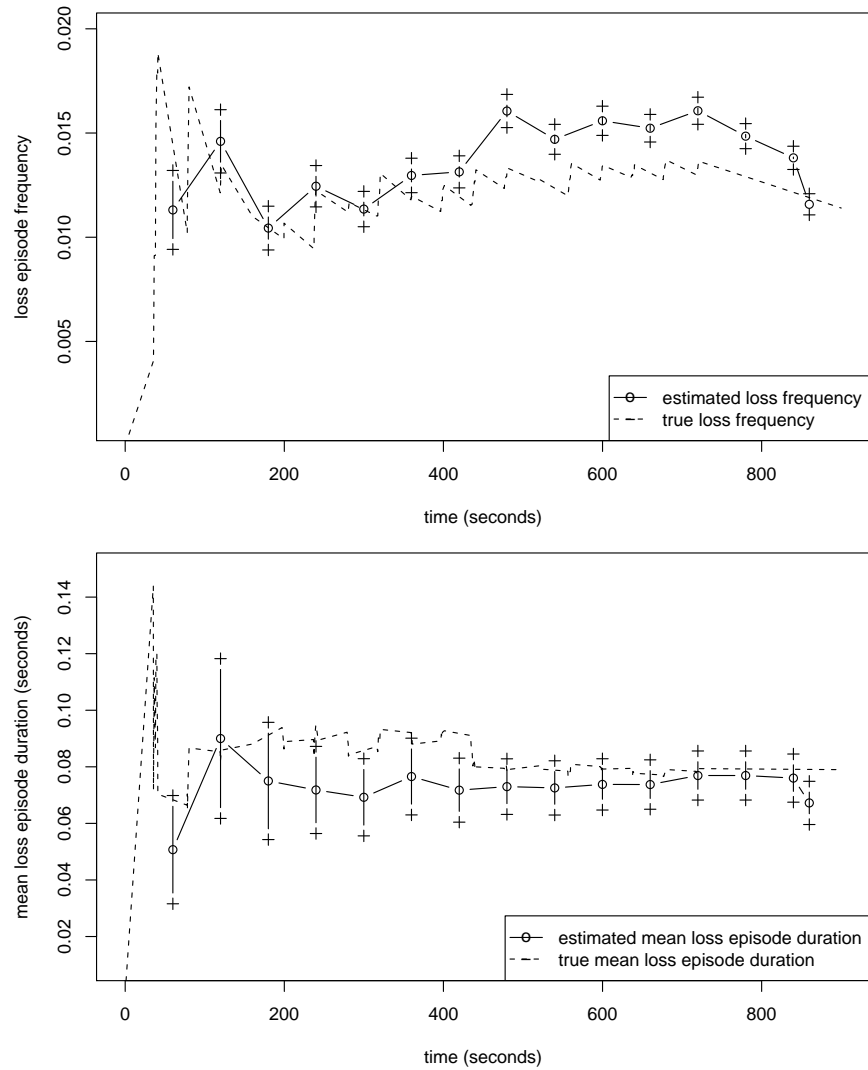 0.020
0.015
0.010
0.005
loss episode frequency
estimated loss frequency
true loss frequency
0 200 400 600 800
time (seconds)
0.14
0.12
0.10
0.08
0.06
0.04
0.02
mean loss episode duration (seconds)
estimated mean loss episode duration
true mean loss episode duration
0 200 400 600 800
time (seconds)